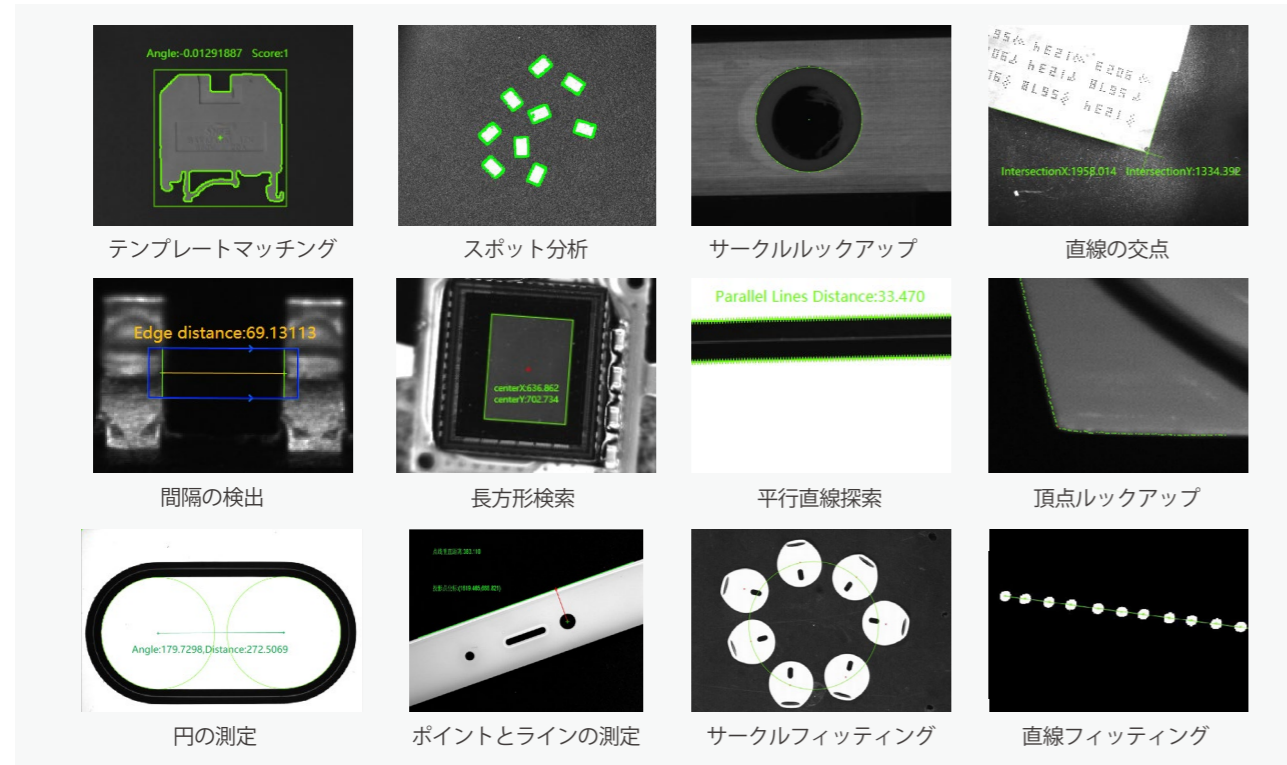 Angle:-0.01291887 Score:1
IntersectionX:1958.014 IntersectionY:1334.392
テンプレートマッチング
スポット分析
サークルルックアップ
直線の交点
Edge distance:69.13113
centerX:636.862
centerY:702.734
Parallel Lines Distance:33.470
間隔の検出
長方形検索
平行直線探索
頂点ルックアップ
Angle:179.7298,Distance:272.5069
円の測定
ポイントとラインの測定
サークルフィッティング
直線フィッティング